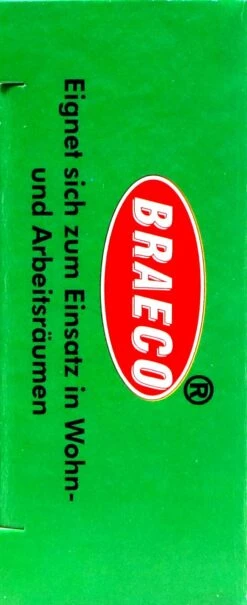 BRAECO®
Eignet sich zum Einsatz in Wohn-
und Arbeitsräumen